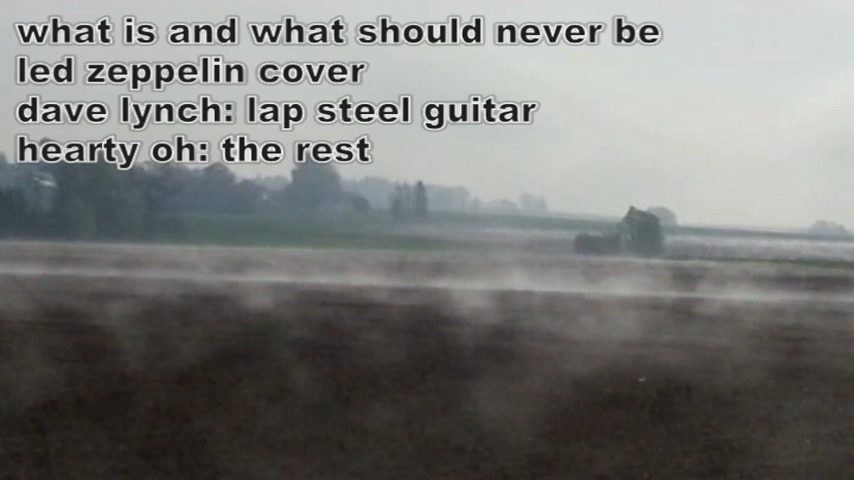 what is and what should never be
led zeppelin cover
dave lynch: lap steel guitar
hearty oh: the rest